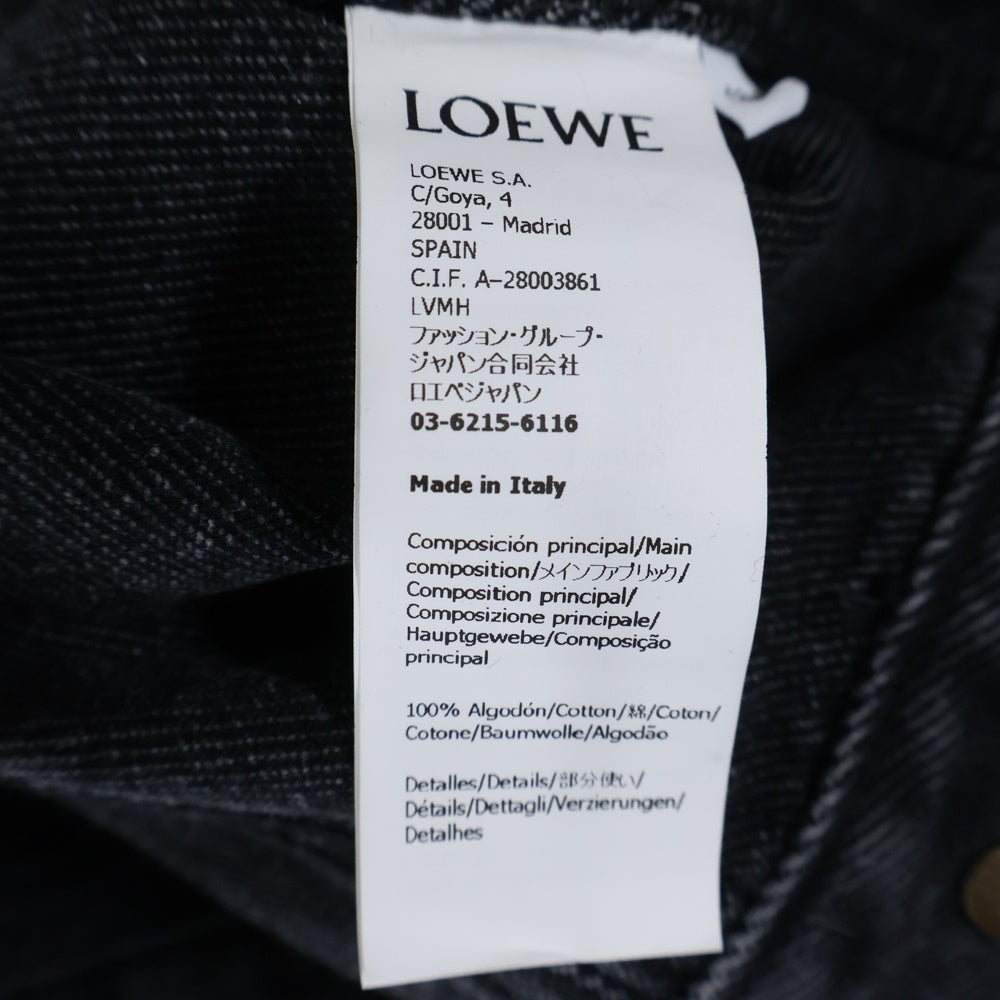 LOEWE
LOEWE S.A.
C/Goya, 4
28001 – Madrid
SPAIN
C.I.F. A–28003861
LVMH
ファッション・グループ・
ジャパン合同会社
ロエベジャパン
03-6215-6116
Made in Italy
Composición principal/Main
composition/メインファブリック/
Composition principal/
Composizione principale/
Hauptgewebe/Composição
principal
100% Algodón/Cotton/綿/Coton/
Cotone/Baumwolle/Algodão
Detalles/Details/部分使い/
Détails/Dettagli/Verzierungen/
Detalhes